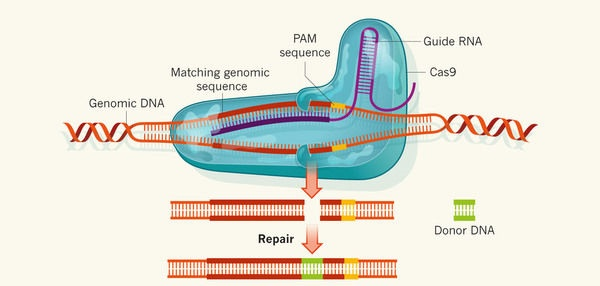 PAM
sequence
Guide RNA
Matching genomic
sequence
Cas9
Genomic DNA
Donor DNA
Repair